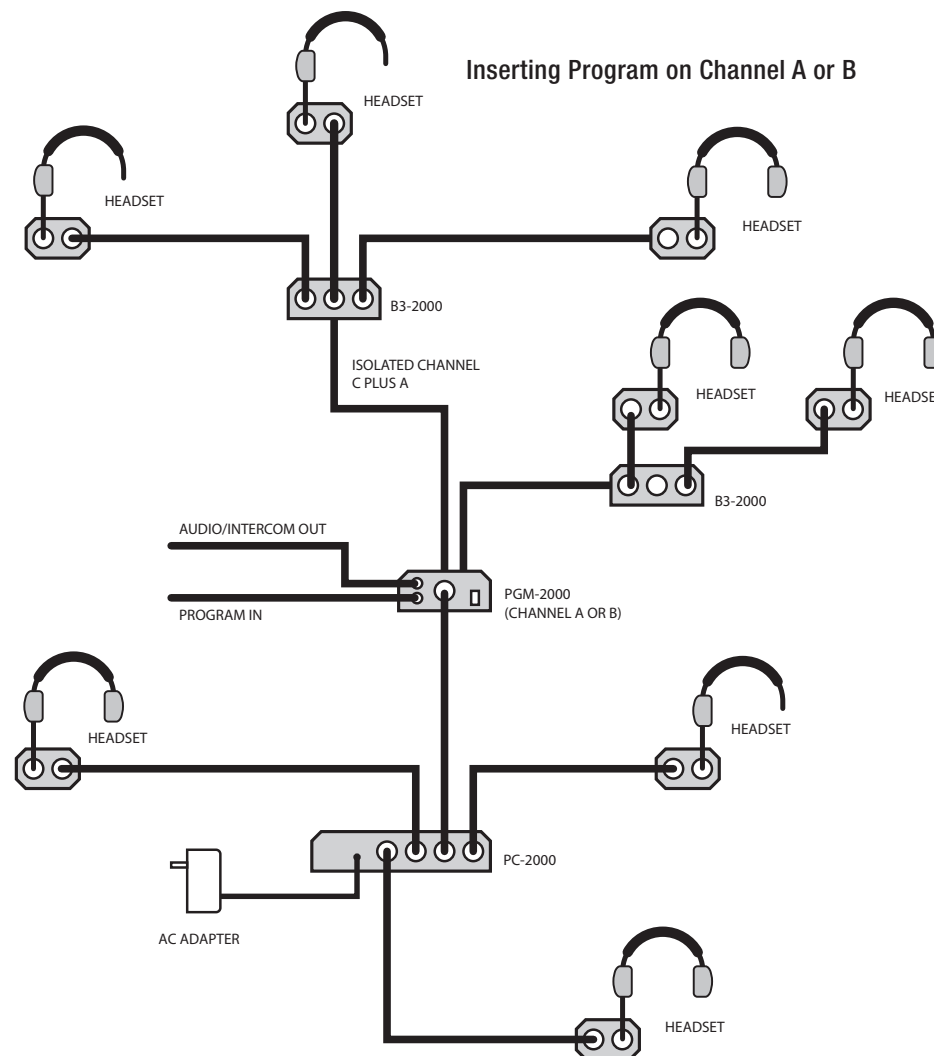 Inserting Program on Channel A or B
HEADSET
HEADSET
HEADSET
B3-2000
ISOLATED CHANNEL
C PLUS A
HEADSET
HEADSE
B3-2000
AUDIO/INTERCOM OUT
PROGRAM IN
PGM-2000
(CHANNEL A OR B)
HEADSET
HEADSET
PC-2000
AC ADAPTER
HEADSET